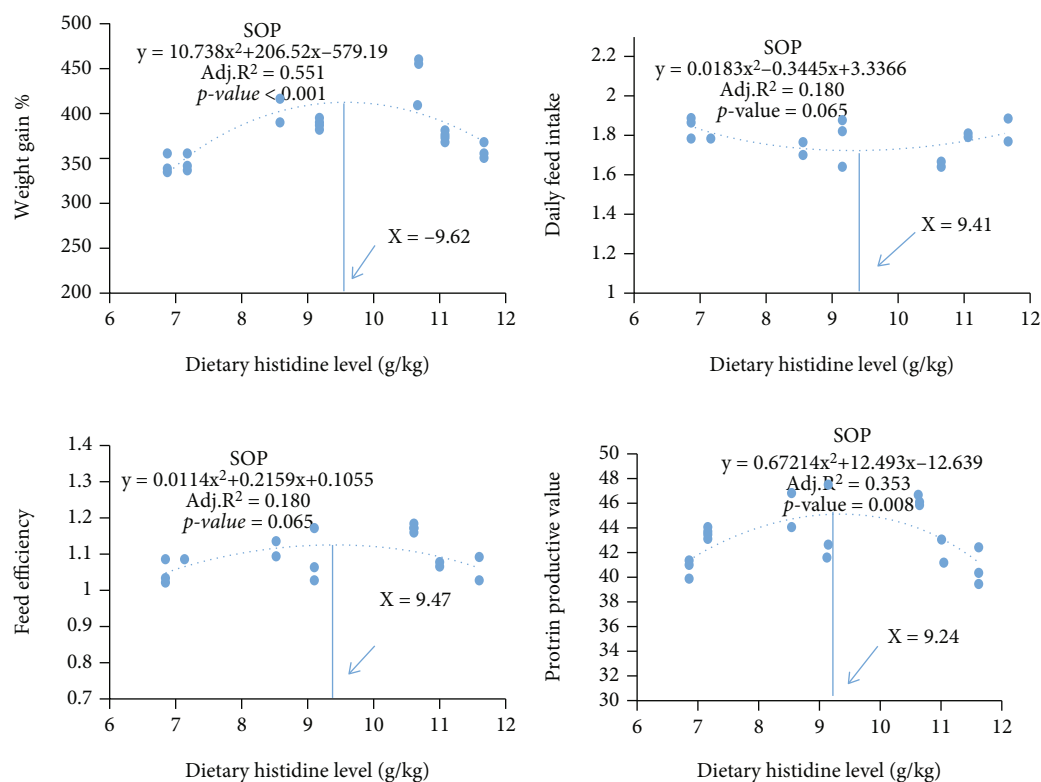 SOP
y = 10.738x²+206.52x–579.19
Adj.R² = 0.551
p-value < 0.001
X = –9.62
Weight gain %
500
450
400
350
300
250
200
6 7 8 9 10 11 12
Dietary histidine level (g/kg)
SOP
y = 0.0183x²–0.3445x+3.3366
Adj.R² = 0.180
p-value = 0.065
X = 9.41
Daily feed intake
2.2
2
1.8
1.6
1.4
1.2
1
6 7 8 9 10 11 12
Dietary histidine level (g/kg)
SOP
y = 0.0114x²+0.2159x+0.1055
Adj.R² = 0.180
p-value = 0.065
X = 9.47
Feed efficiency
1.4
1.3
1.2
1.1
1
0.9
0.8
0.7
6 7 8 9 10 11 12
Dietary histidine level (g/kg)
SOP
y = 0.67214x²+12.493x–12.639
Adj.R² = 0.353
p-value = 0.008
X = 9.24
Protrin productive value
50
48
46
44
42
40
38
36
34
32
30
6 7 8 9 10 11 12
Dietary histidine level (g/kg)